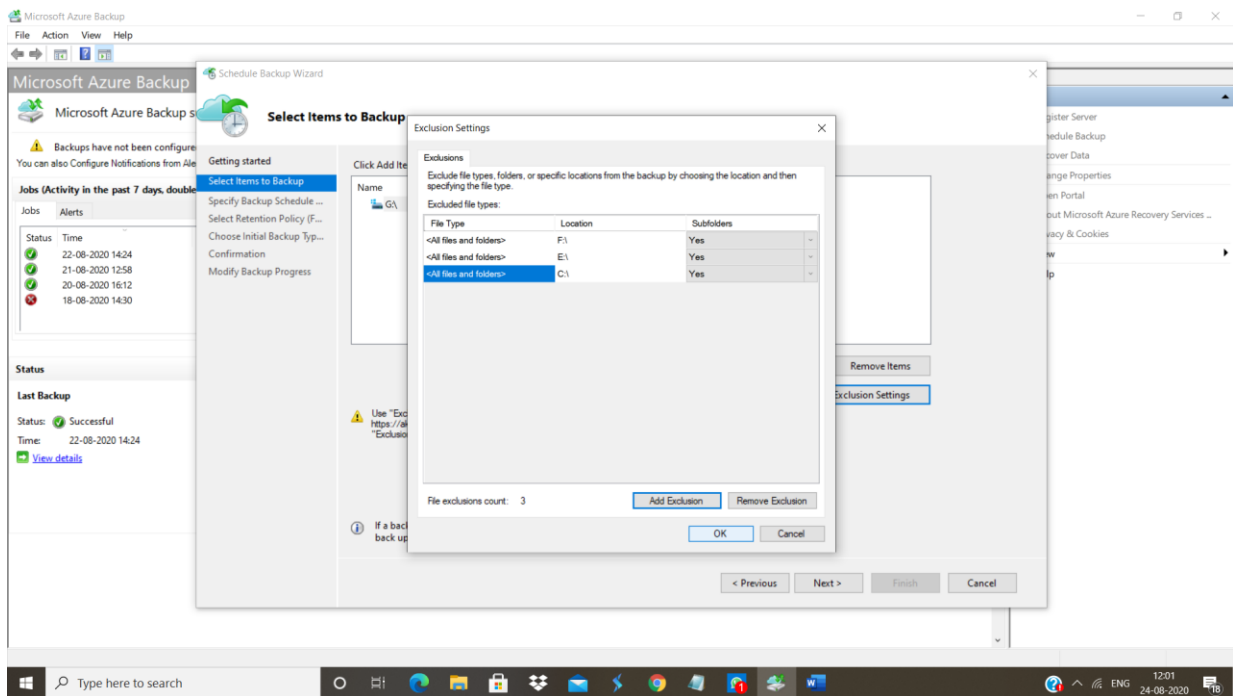 Microsoft Azure Backup
File Action View Help
Microsoft Azure Backup
Microsoft Azure Backup s
Backups have not been configure
You can also Configure Notifications from Ale
Jobs (Activity in the past 7 days, double
Jobs Alerts
Status Time
22-08-2020 14:24
21-08-2020 12:58
20-08-2020 16:12
18-08-2020 14:30
Status
Last Backup
Status: Successful
Time: 22-08-2020 14:24
View details
Schedule Backup Wizard
Select Items to Backup
Getting started
Select Items to Backup
Specify Backup Schedule ...
Select Retention Policy (F...
Choose Initial Backup Typ...
Confirmation
Modify Backup Progress
Click Add Ite
Name
G:\
Remove Items
Exclusion Settings
Use "Exc
https://ak
"Exclusion
If a back
back up
< Previous Next > Finish Cancel
Exclusion Settings
Exclusions
Exclude file types, folders, or specific locations from the backup by choosing the location and then
specifying the file type.
Excluded file types:
File Type Location Subfolders
<All files and folders> F:\ Yes
<All files and folders> E:\ Yes
<All files and folders> C:\ Yes
File exclusions count: 3
Add Exclusion Remove Exclusion
OK Cancel
gister Server
hedule Backup
cover Data
ange Properties
en Portal
out Microsoft Azure Recovery Services ...
vacy & Cookies
ew
lp
Type here to search
ENG
12:01
24-08-2020
18